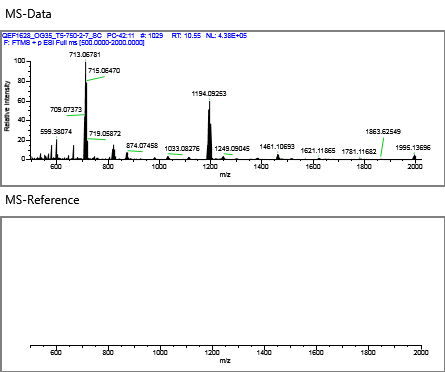 MS-Data
QEF1628_OG35_T5-750-2-7_BC PC-42:11 #: 1029 RT: 10.55 NL: 4.38E+05
F: FTMS + p ESI Full ms [500.0000-2000.0000]
713.06781
100
715.06470
80
1194.09253
60
709.07373
40
599.38074
719.05872
1863.62549
20
874.07458
1033.08276
1249.09045
1461.10693
1621.11865
1781.11682
1995.13696
0
Relative Intensity
600 800 1000 1200 1400 1600 1800 2000
m/z
MS-Reference
600 800 1000 1200 1400 1600 1800 2000
m/z